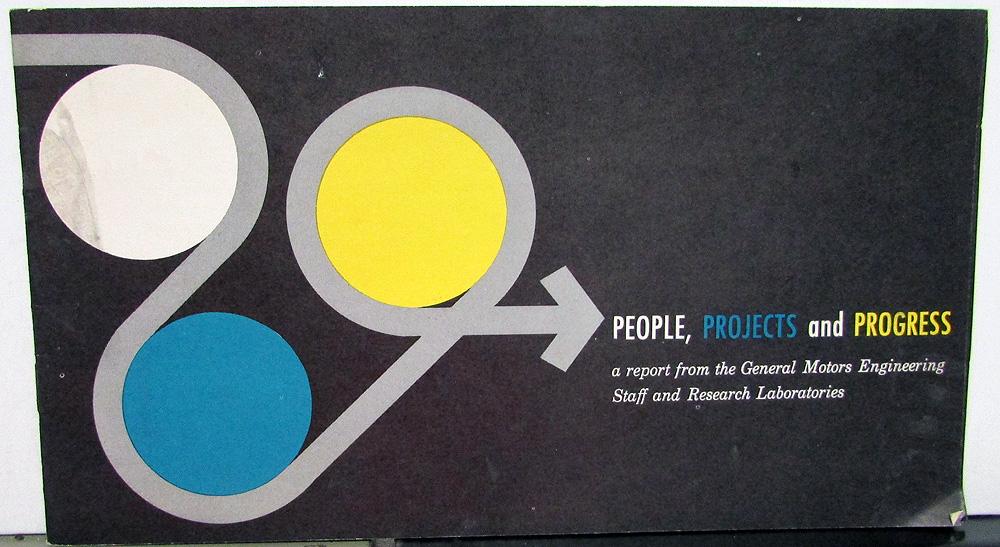 PEOPLE, PROJECTS and PROGRESS
a report from the General Motors Engineering
Staff and Research Laboratories